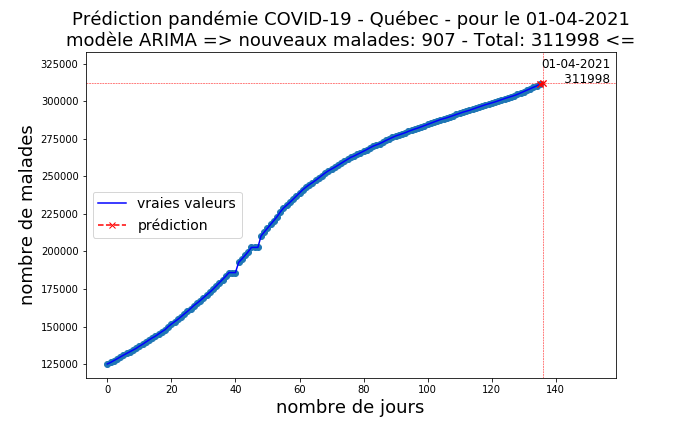 Prédiction pandémie COVID-19 - Québec - pour le 01-04-2021
modèle ARIMA => nouveaux malades: 907 - Total: 311998 <=
01-04-2021
311998
nombre de malades
325000
300000
275000
250000
225000
200000
175000
150000
125000
vraies valeurs
prédiction
0 20 40 60 80 100 120 140
nombre de jours